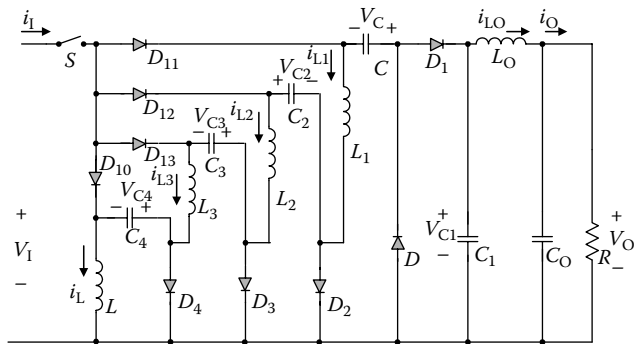 i_I
S
D_11
– V_C +
C
i_L1
D_1
i_LO
L_O
i_O
D_12
+ V_C2 –
C_2
i_L2
L_1
D_13
V_C3
– +
C_3
L_2
D_10
i_L3
L_3
V_C4
– +
C_4
+
V_I
–
i_L
L
D_4
D_3
D_2
D
+
V_C1
–
C_1
C_O
R
+
V_O
–